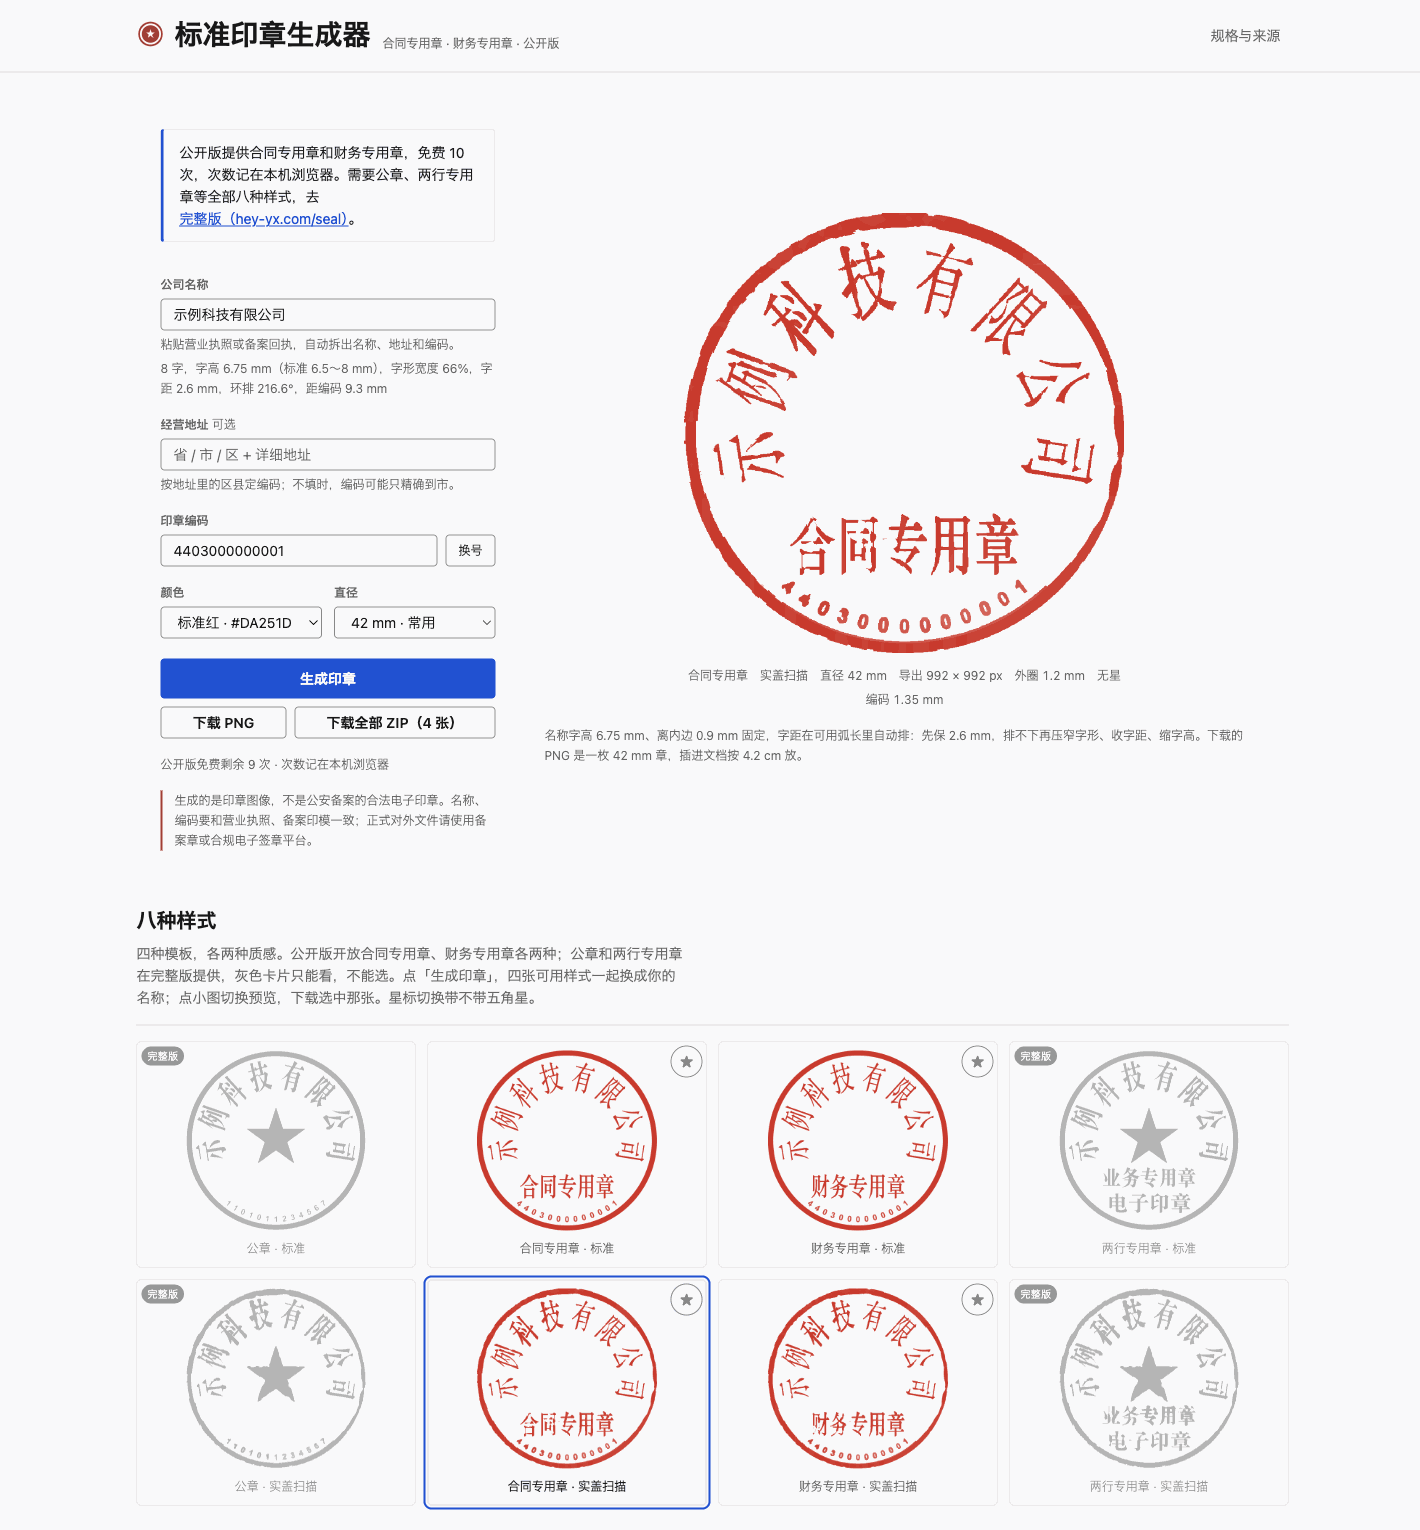 标准印章生成器
合同专用章 · 财务专用章 · 公开版
规格与来源
公开版提供合同专用章和财务专用章，免费 10
次，次数记在本机浏览器。需要公章、两行专用
章等全部八种样式，去
完整版（hey-yx.com/seal）。
公司名称
示例科技有限公司
粘贴营业执照或备案回执，自动拆出名称、地址和编码。
8 字，字高 6.75 mm（标准 6.5～8 mm），字形宽度 66%，字
距 2.6 mm，环排 216.6°，距编码 9.3 mm
经营地址 可选
省 / 市 / 区 + 详细地址
按地址里的区县定编码；不填时，编码可能只精确到市。
印章编码
4403000000001
换号
颜色
直径
标准红 · #DA251D
42 mm · 常用
生成印章
下载 PNG
下载全部 ZIP（4 张）
公开版免费剩余 9 次 · 次数记在本机浏览器
生成的是印章图像，不是公安备案的合法电子印章。名称、
编码要和营业执照、备案印模一致；正式对外文件请使用备
案章或合规电子签章平台。
示例科技有限公司
合同专用章
4403000000001
合同专用章 实盖扫描 直径 42 mm 导出 992 × 992 px 外圈 1.2 mm 无星
编码 1.35 mm
名称字高 6.75 mm、离内边 0.9 mm 固定，字距在可用弧长里自动排：先保 2.6 mm，排不下再压窄字形、收字距、缩字高。下载的
PNG 是一枚 42 mm 章，插进文档按 4.2 cm 放。
八种样式
四种模板，各两种质感。公开版开放合同专用章、财务专用章各两种；公章和两行专用章
在完整版提供，灰色卡片只能看，不能选。点「生成印章」，四张可用样式一起换成你的
名称；点小图切换预览，下载选中那张。星标切换带不带五角星。
完整版
示例科技有限公司
1101011234567
公章 · 标准
示例科技有限公司
合同专用章
4403000000001
合同专用章 · 标准
示例科技有限公司
财务专用章
4403000000001
财务专用章 · 标准
完整版
示例科技有限公司
业务专用章
电子印章
两行专用章 · 标准
完整版
示例科技有限公司
1101011234567
公章 · 实盖扫描
示例科技有限公司
合同专用章
4403000000001
合同专用章 · 实盖扫描
示例科技有限公司
财务专用章
4403000000001
财务专用章 · 实盖扫描
完整版
示例科技有限公司
业务专用章
电子印章
两行专用章 · 实盖扫描